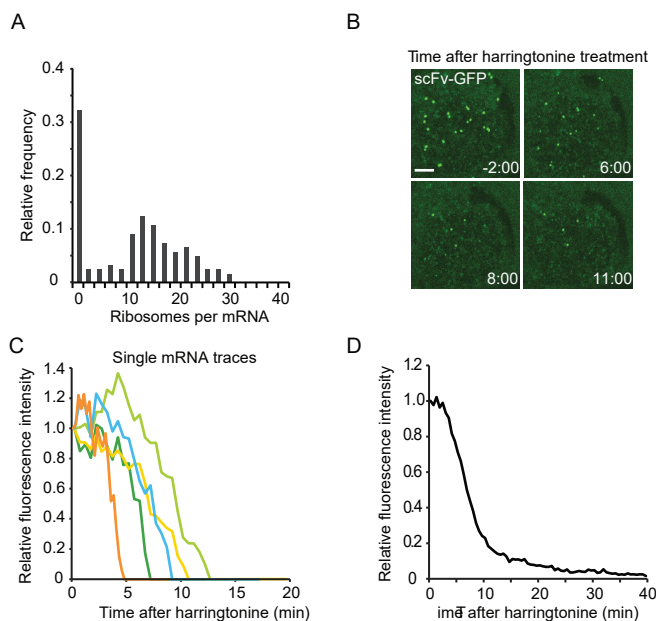 A
Relative frequency
0.4
0.3
0.2
0.1
0
0 10 20 30 40
Ribosomes per mRNA
B
Time after harringtonine treatment
scFv-GFP
-2:00
6:00
8:00
11:00
C
Single mRNA traces
Relative fluorescence intensity
1.4
1.2
1.0
0.8
0.6
0.4
0.2
0
0 5 10 15 20
Time after harringtonine (min)
D
Relative fluorescence intensity
1.2
1.0
0.8
0.6
0.4
0.2
0
0 5 10 15 20 25 30 35 40
imeT after harringtonine (min)